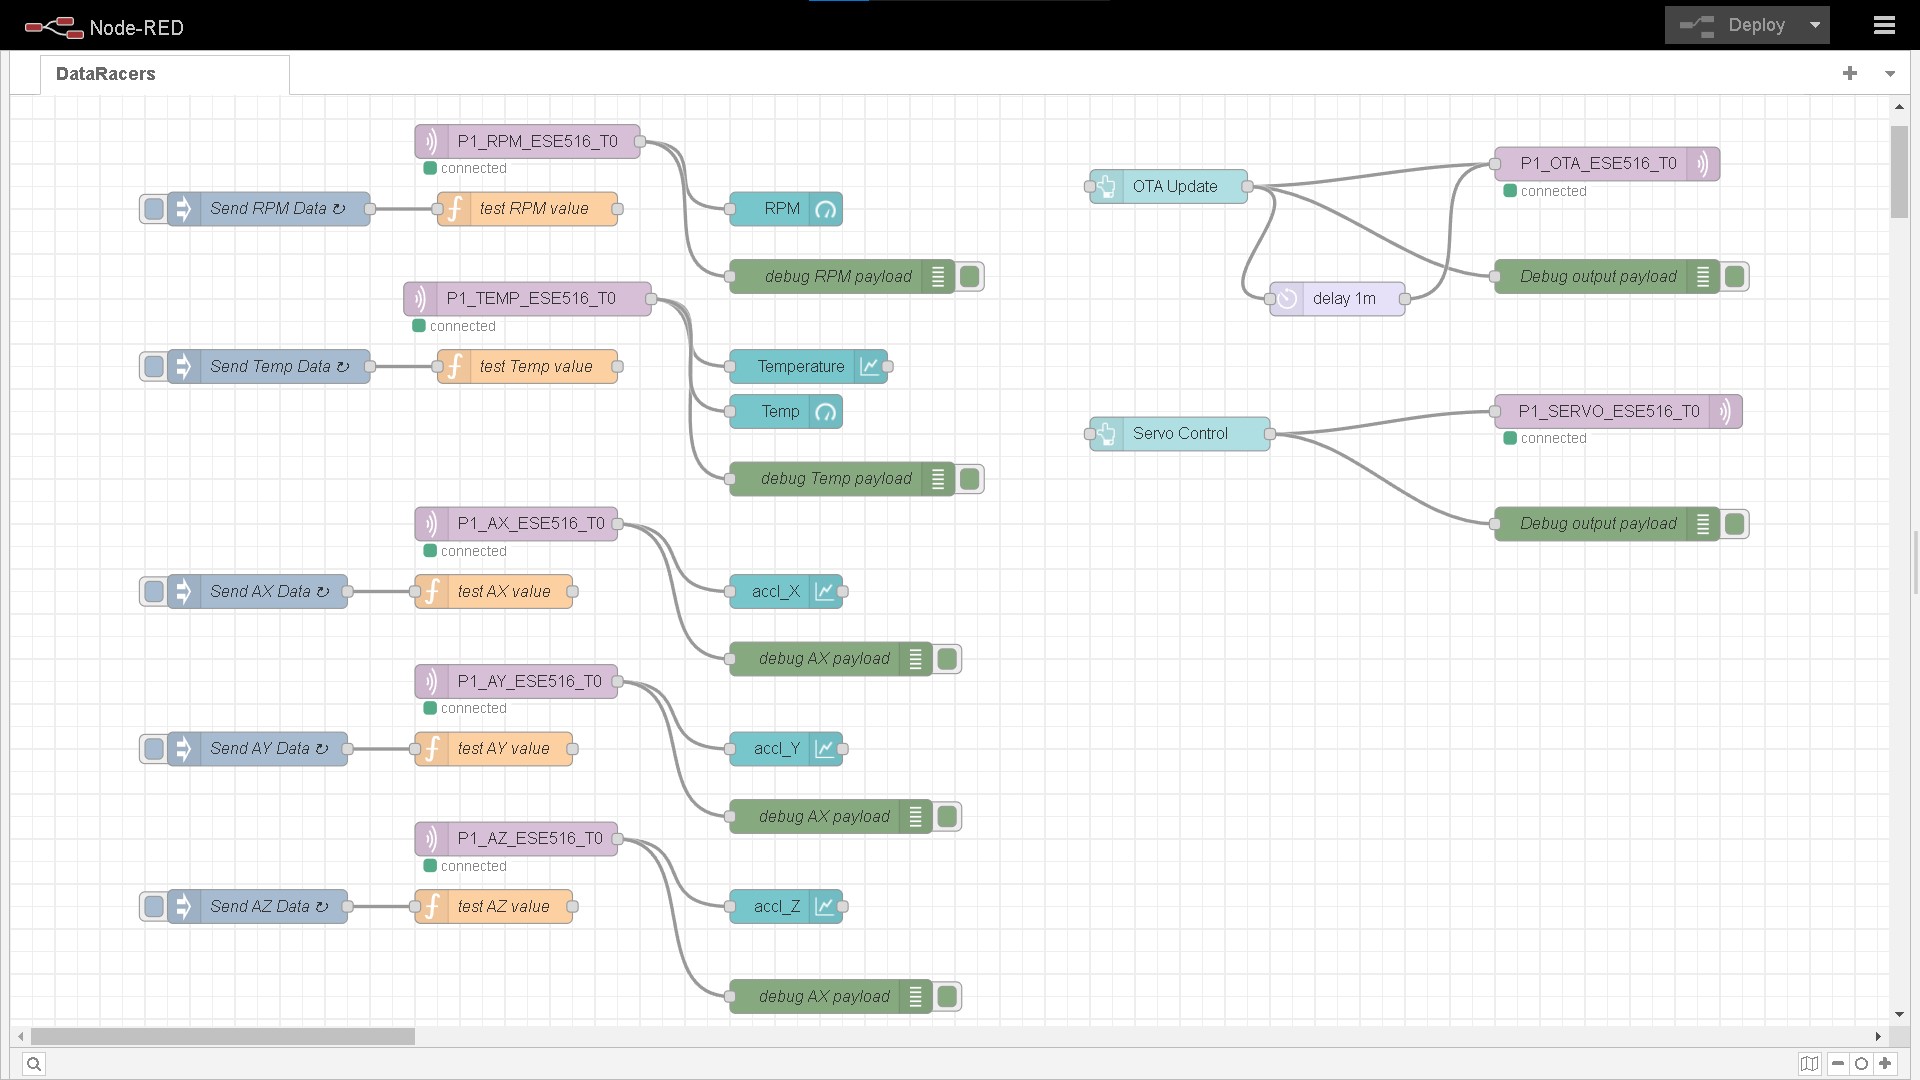 Node-RED
Deploy
DataRacers
P1_RPM_ESE516_T0
connected
Send RPM Data ↻
test RPM value
RPM
debug RPM payload
P1_TEMP_ESE516_T0
connected
Send Temp Data ↻
test Temp value
Temperature
Temp
debug Temp payload
P1_AX_ESE516_T0
connected
Send AX Data ↻
test AX value
accl_X
debug AX payload
P1_AY_ESE516_T0
connected
Send AY Data ↻
test AY value
accl_Y
debug AX payload
P1_AZ_ESE516_T0
connected
Send AZ Data ↻
test AZ value
accl_Z
debug AX payload
OTA Update
P1_OTA_ESE516_T0
connected
Debug output payload
delay 1m
Servo Control
P1_SERVO_ESE516_T0
connected
Debug output payload